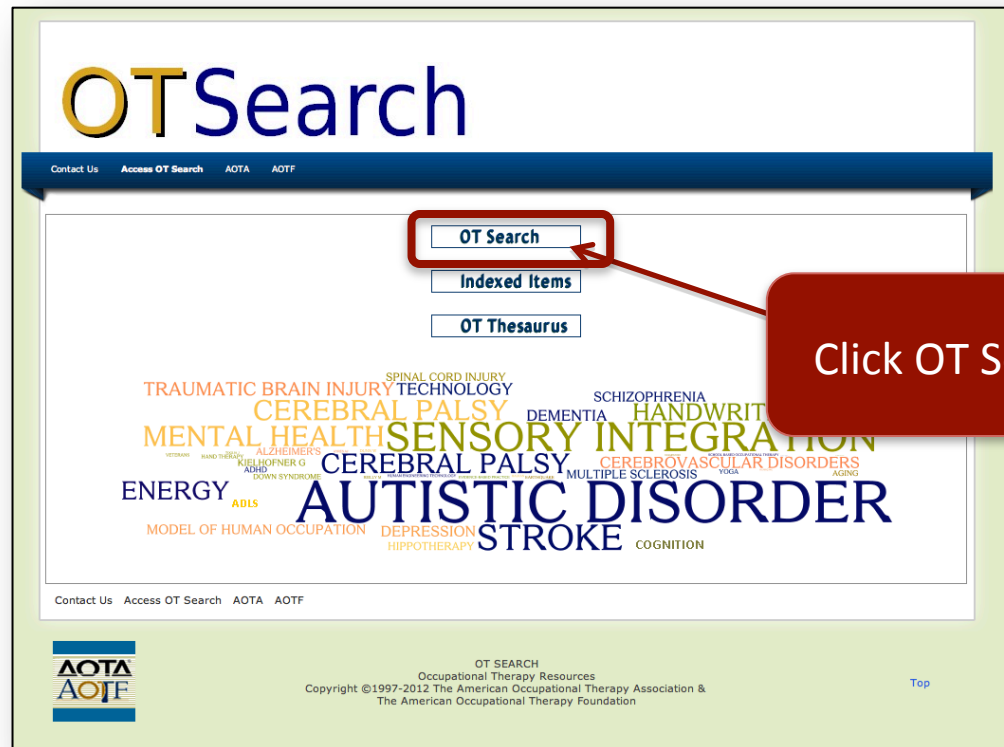 OTSearch
Contact Us Access OT Search AOTA AOTF
OT Search
Indexed Items
OT Thesaurus
Click OT S
SPINAL CORD INJURY
TRAUMATIC BRAIN INJURY TECHNOLOGY
SCHIZOPHRENIA
CEREBRAL PALSY DEMENTIA HANDWRIT
MENTAL HEALTH SENSORY INTEGRATION
VETERANS HAND THERAPY ALZHEIMER'S
KIELHOFNER G CEREBRAL PALSY CEREBROVASCULAR DISORDERS
ADHD DOWN SYNDROME MULTIPLE SCLEROSIS YOGA AGING
ENERGY ADLS AUTISTIC DISORDER
MODEL OF HUMAN OCCUPATION DEPRESSION STROKE
HIPPOTHERAPY COGNITION
Contact Us Access OT Search AOTA AOTF
AOTA
AOTF
OT SEARCH
Occupational Therapy Resources
Copyright ©1997-2012 The American Occupational Therapy Association &
The American Occupational Therapy Foundation
Top